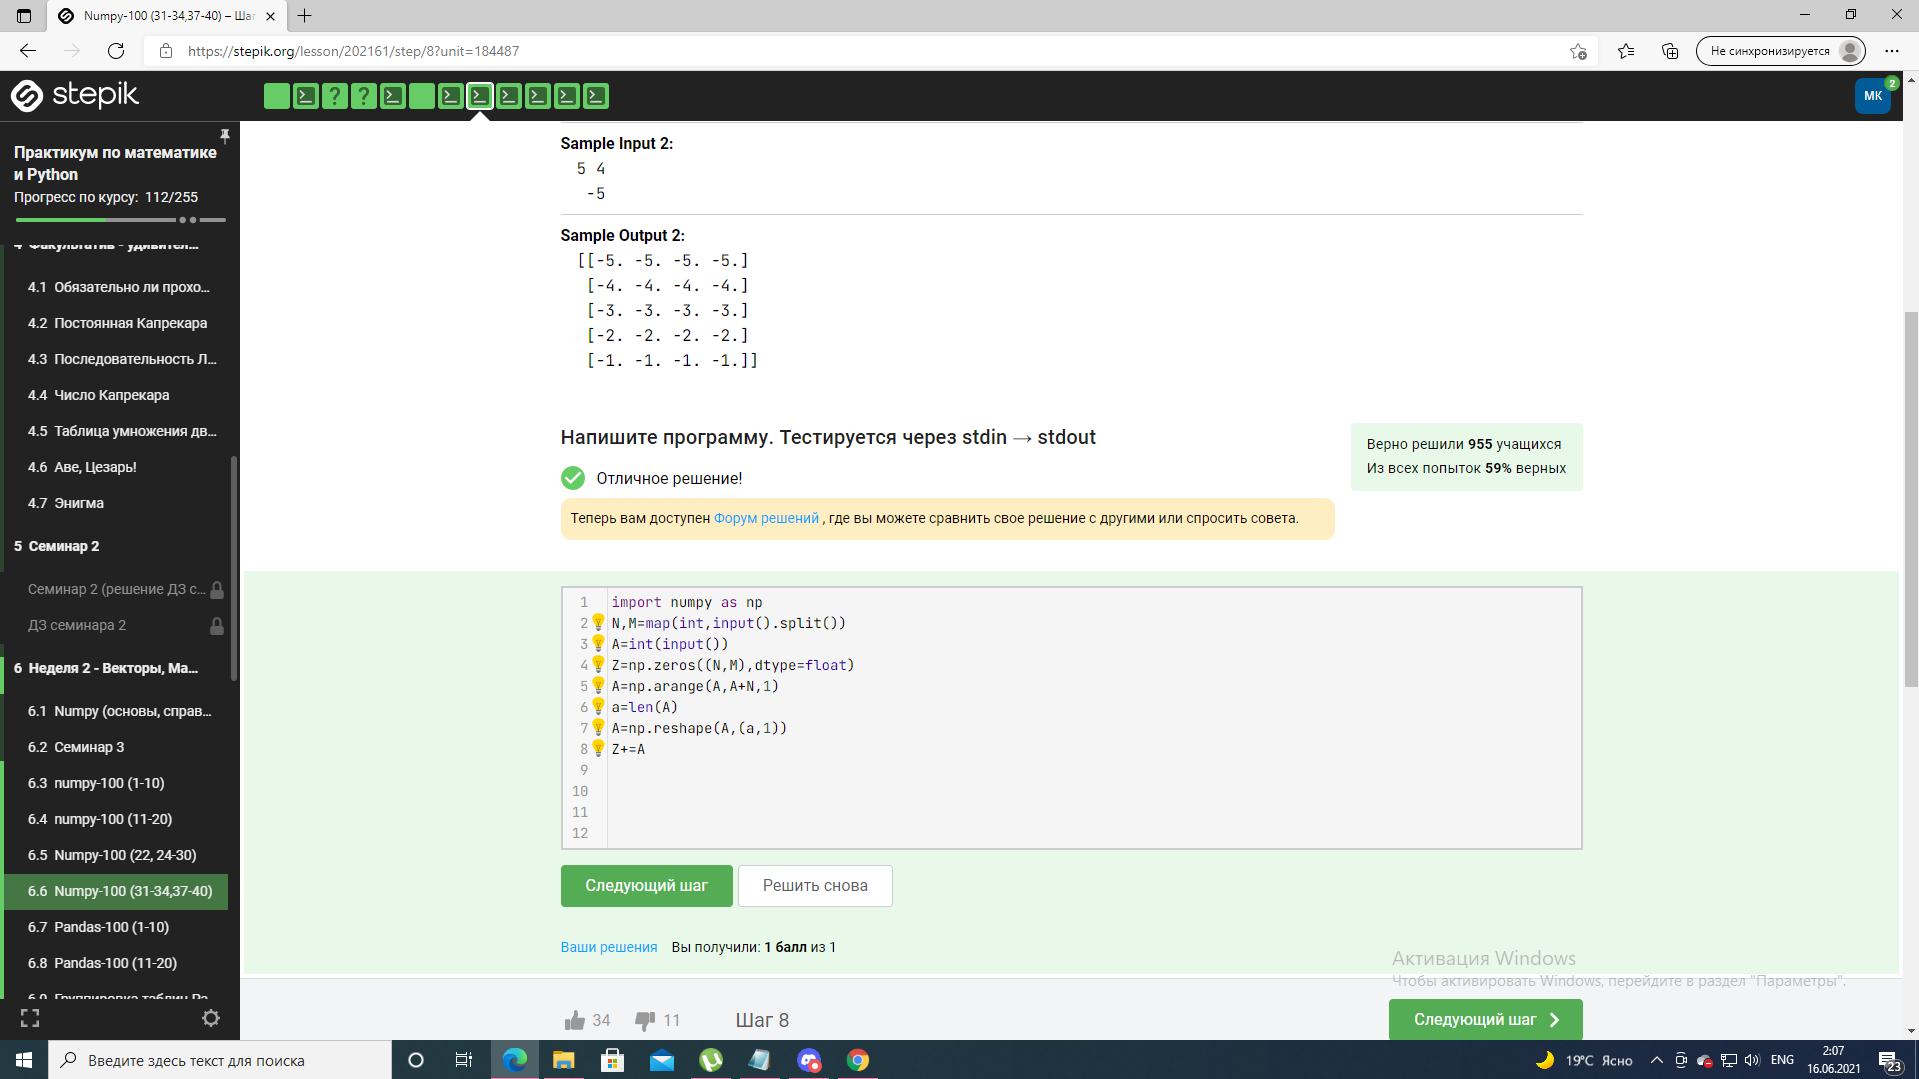 Numpy-100 (31-34,37-40) – Шаг
https://stepik.org/lesson/202161/step/8?unit=184487
Не синхронизируется
stepik
МК
2
Практикум по математике
и Python
Прогресс по курсу: 112/255
4 Факультатив - удивител...
4.1 Обязательно ли прохо...
4.2 Постоянная Капрекара
4.3 Последовательность Л...
4.4 Число Капрекара
4.5 Таблица умножения дв...
4.6 Аве, Цезарь!
4.7 Энигма
5 Семинар 2
Семинар 2 (решение ДЗ с...
ДЗ семинара 2
6 Неделя 2 - Векторы, Ма...
6.1 Numpy (основы, справ...
6.2 Семинар 3
6.3 numpy-100 (1-10)
6.4 numpy-100 (11-20)
6.5 Numpy-100 (22, 24-30)
6.6 Numpy-100 (31-34,37-40)
6.7 Pandas-100 (1-10)
6.8 Pandas-100 (11-20)
6.9 Группировка таблиц Pa...
Sample Input 2:
5 4
-5
Sample Output 2:
[[-5. -5. -5. -5.]
[-4. -4. -4. -4.]
[-3. -3. -3. -3.]
[-2. -2. -2. -2.]
[-1. -1. -1. -1.]]
Напишите программу. Тестируется через stdin → stdout
Верно решили 955 учащихся
Из всех попыток 59% верных
Отличное решение!
Теперь вам доступен Форум решений , где вы можете сравнить свое решение с другими или спросить совета.
1 import numpy as np
2 N,M=map(int,input().split())
3 A=int(input())
4 Z=np.zeros((N,M),dtype=float)
5 A=np.arange(A,A+N,1)
6 a=len(A)
7 A=np.reshape(A,(a,1))
8 Z+=A
9
10
11
12
Следующий шаг
Решить снова
Ваши решения Вы получили: 1 балл из 1
Активация Windows
Чтобы активировать Windows, перейдите в раздел "Параметры".
34
11
Шаг 8
Следующий шаг
Введите здесь текст для поиска
19°C Ясно
ENG
2:07
16.06.2021
23